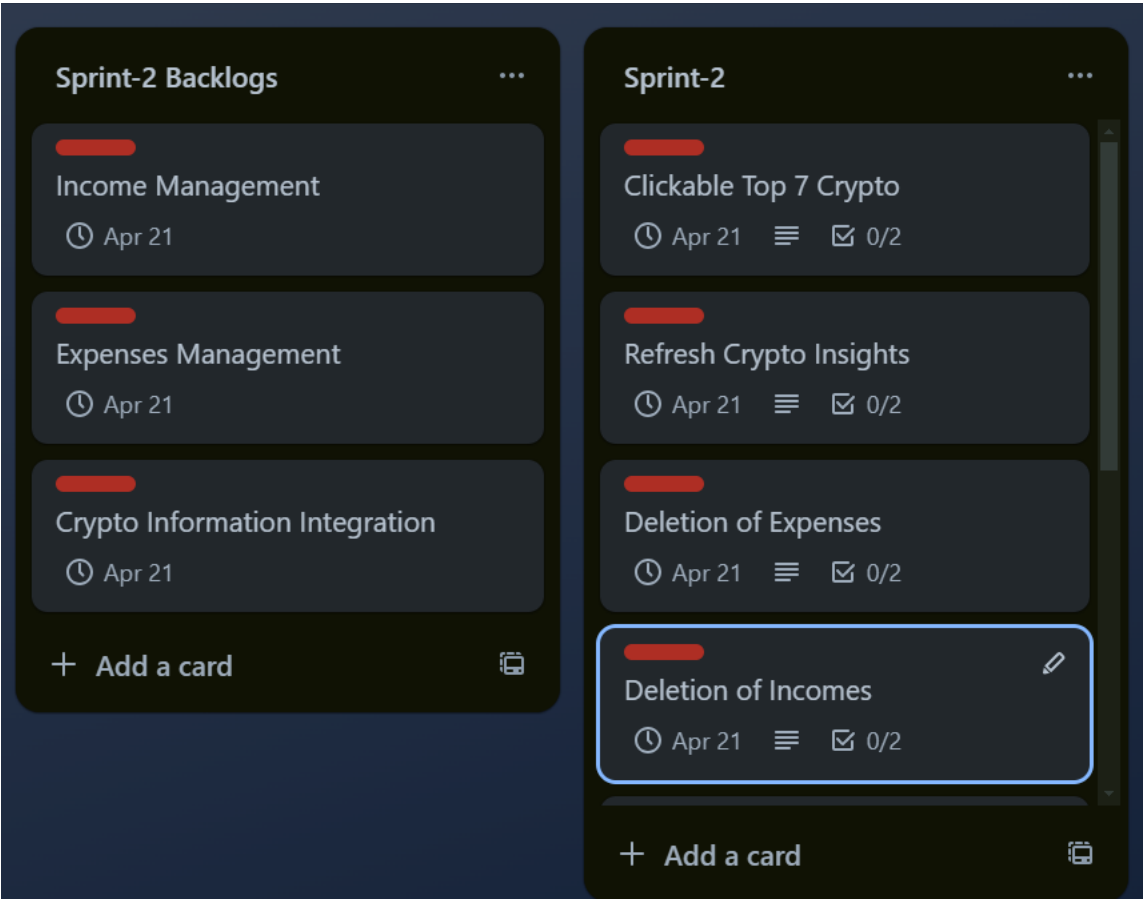 Sprint-2 Backlogs
Income Management
Apr 21
Expenses Management
Apr 21
Crypto Information Integration
Apr 21
Add a card
Sprint-2
Clickable Top 7 Crypto
Apr 21 0/2
Refresh Crypto Insights
Apr 21 0/2
Deletion of Expenses
Apr 21 0/2
Deletion of Incomes
Apr 21 0/2
Add a card